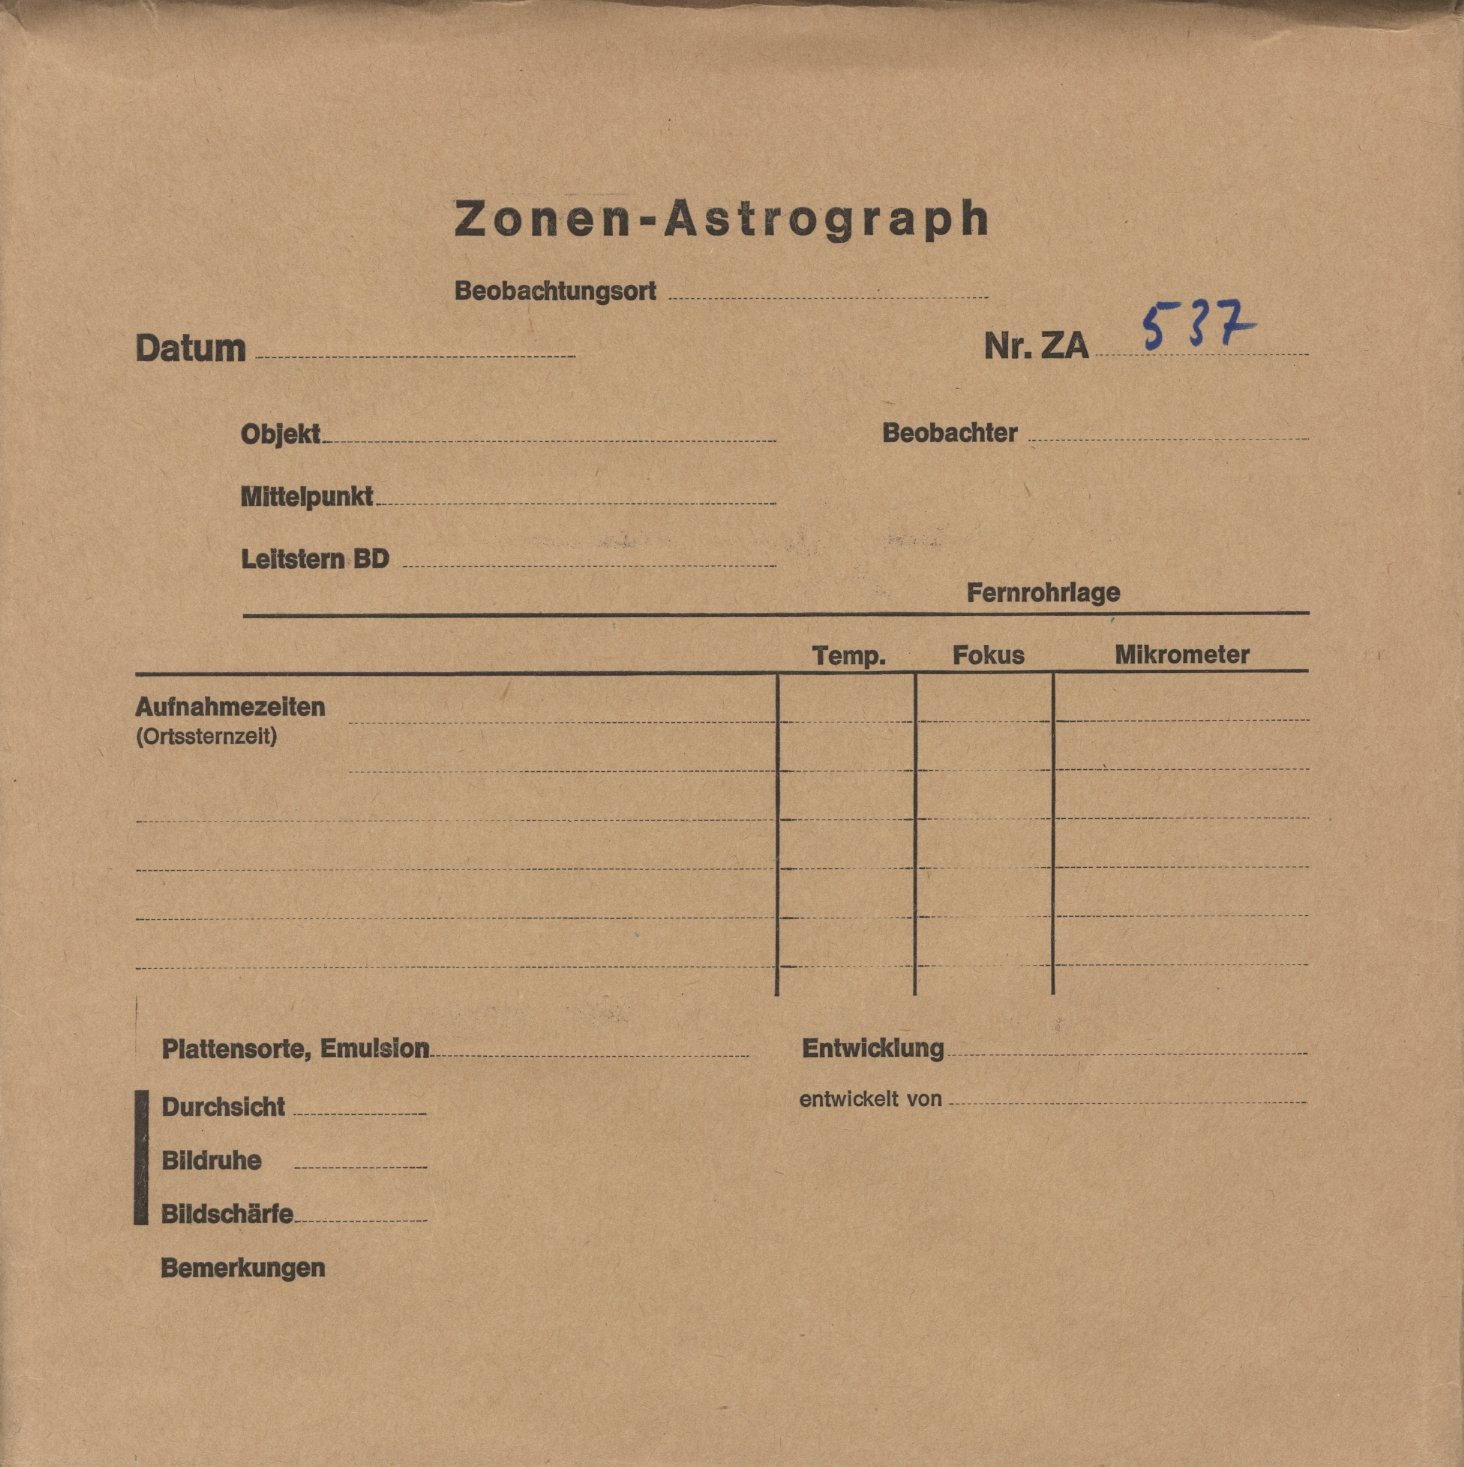 Zonen-Astrograph
Beobachtungsort
Datum Nr. ZA 537
Objekt Beobachter
Mittelpunkt
Leitstern BD
Fernrohrlage
Temp. Fokus Mikrometer
Aufnahmezeiten
(Ortssternzeit)
Plattensorte, Emulsion Entwicklung
Durchsicht entwickelt von
Bildruhe
Bildschärfe
Bemerkungen